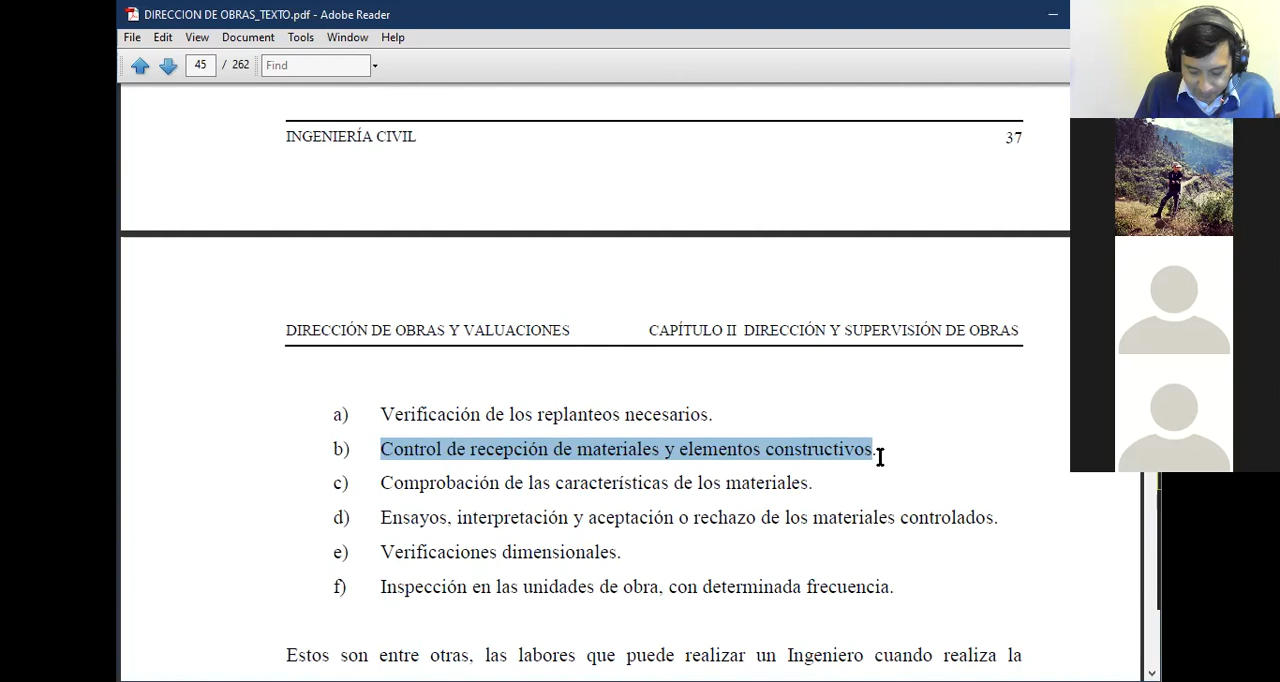 DIRECCION DE OBRAS_TEXTO.pdf - Adobe Reader
File Edit View Document Tools Window Help
45 / 262 Find
INGENIERÍA CIVIL 37
DIRECCIÓN DE OBRAS Y VALUACIONES CAPÍTULO II DIRECCIÓN Y SUPERVISIÓN DE OBRAS
a) Verificación de los replanteos necesarios.
b) Control de recepción de materiales y elementos constructivos.
c) Comprobación de las características de los materiales.
d) Ensayos, interpretación y aceptación o rechazo de los materiales controlados.
e) Verificaciones dimensionales.
f) Inspección en las unidades de obra, con determinada frecuencia.
Estos son entre otras, las labores que puede realizar un Ingeniero cuando realiza la